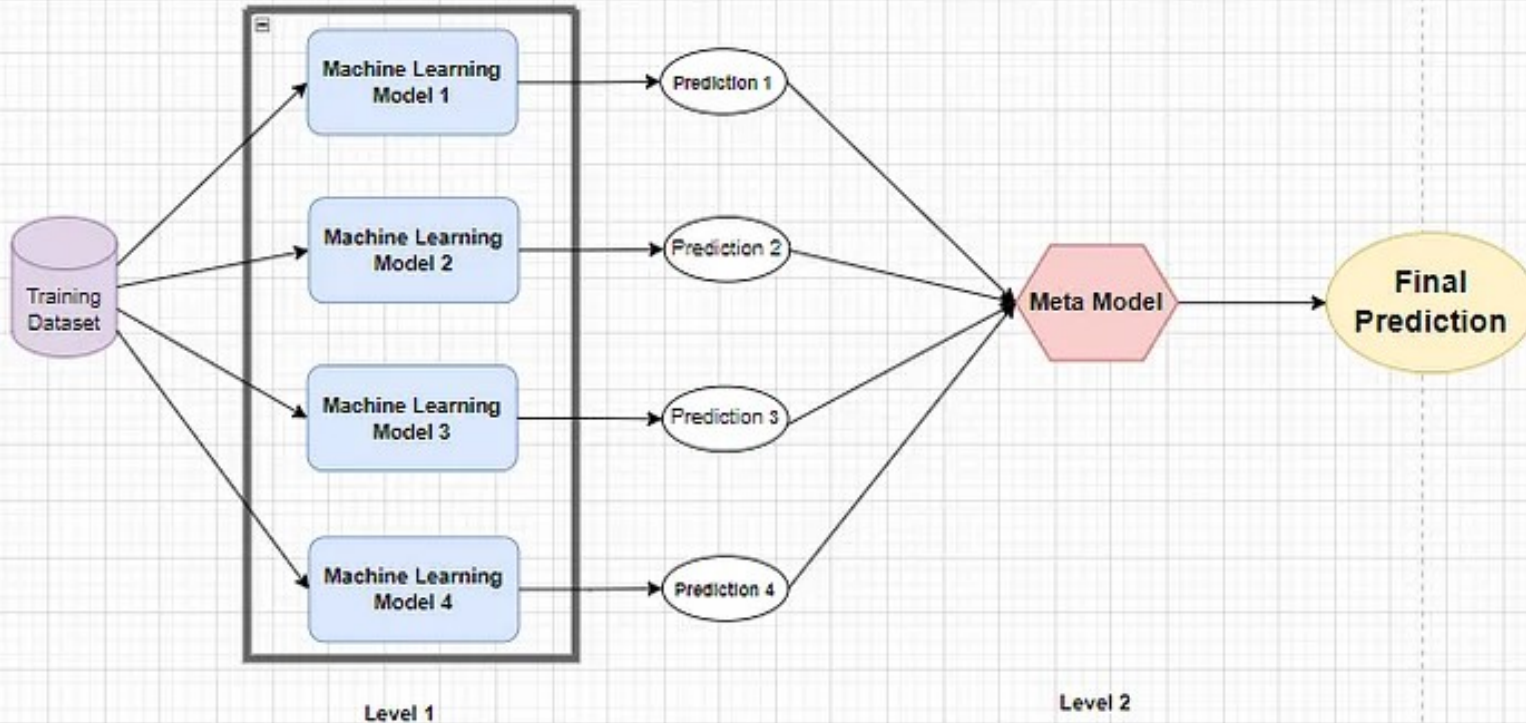 Machine Learning
Model 1
Prediction 1
Machine Learning
Model 2
Prediction 2
Training
Dataset
Meta Model
Final
Prediction
Machine Learning
Model 3
Prediction 3
Machine Learning
Model 4
Prediction 4
Level 1
Level 2